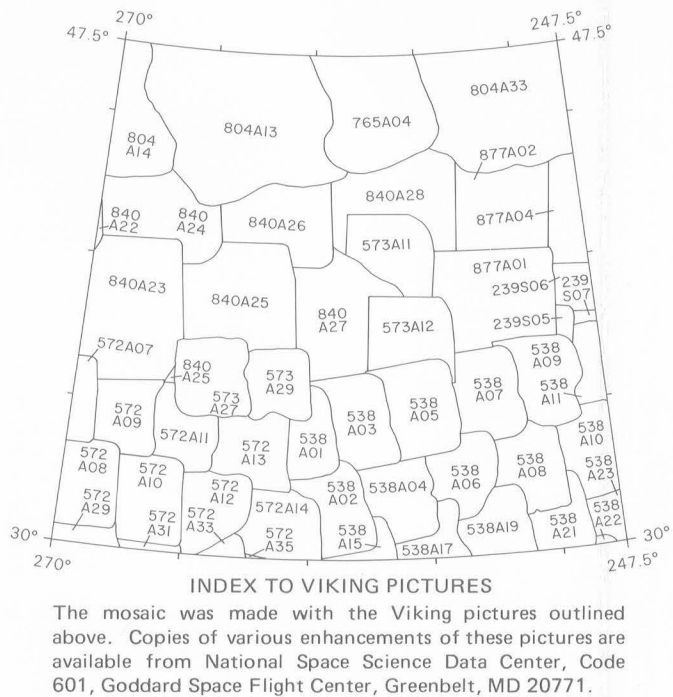 270°
247.5°
47.5°
47.5°
804A33
804A13
765A04
804
A14
877A02
840A28
840
A22
840
A24
840A26
877A04
573A11
877A01
840A23
239S06
239
S07
840A25
840
A27
573A12
239S05
572A07
538
A09
840
A25
573
A29
538
A07
538
A11
573
A27
572
A09
538
A03
538
A05
572A11
538
A10
572
A13
538
A01
572
A08
572
A10
538
A06
538
A08
538
A23
572
A12
538
A02
538A04
572
A29
572A14
538
A22
572
A31
572
A33
538
A15
538A19
538
A21
572
A35
538A17
30°
30°
270°
247.5°
INDEX TO VIKING PICTURES
The mosaic was made with the Viking pictures outlined
above. Copies of various enhancements of these pictures are
available from National Space Science Data Center, Code
601, Goddard Space Flight Center, Greenbelt, MD 20771.